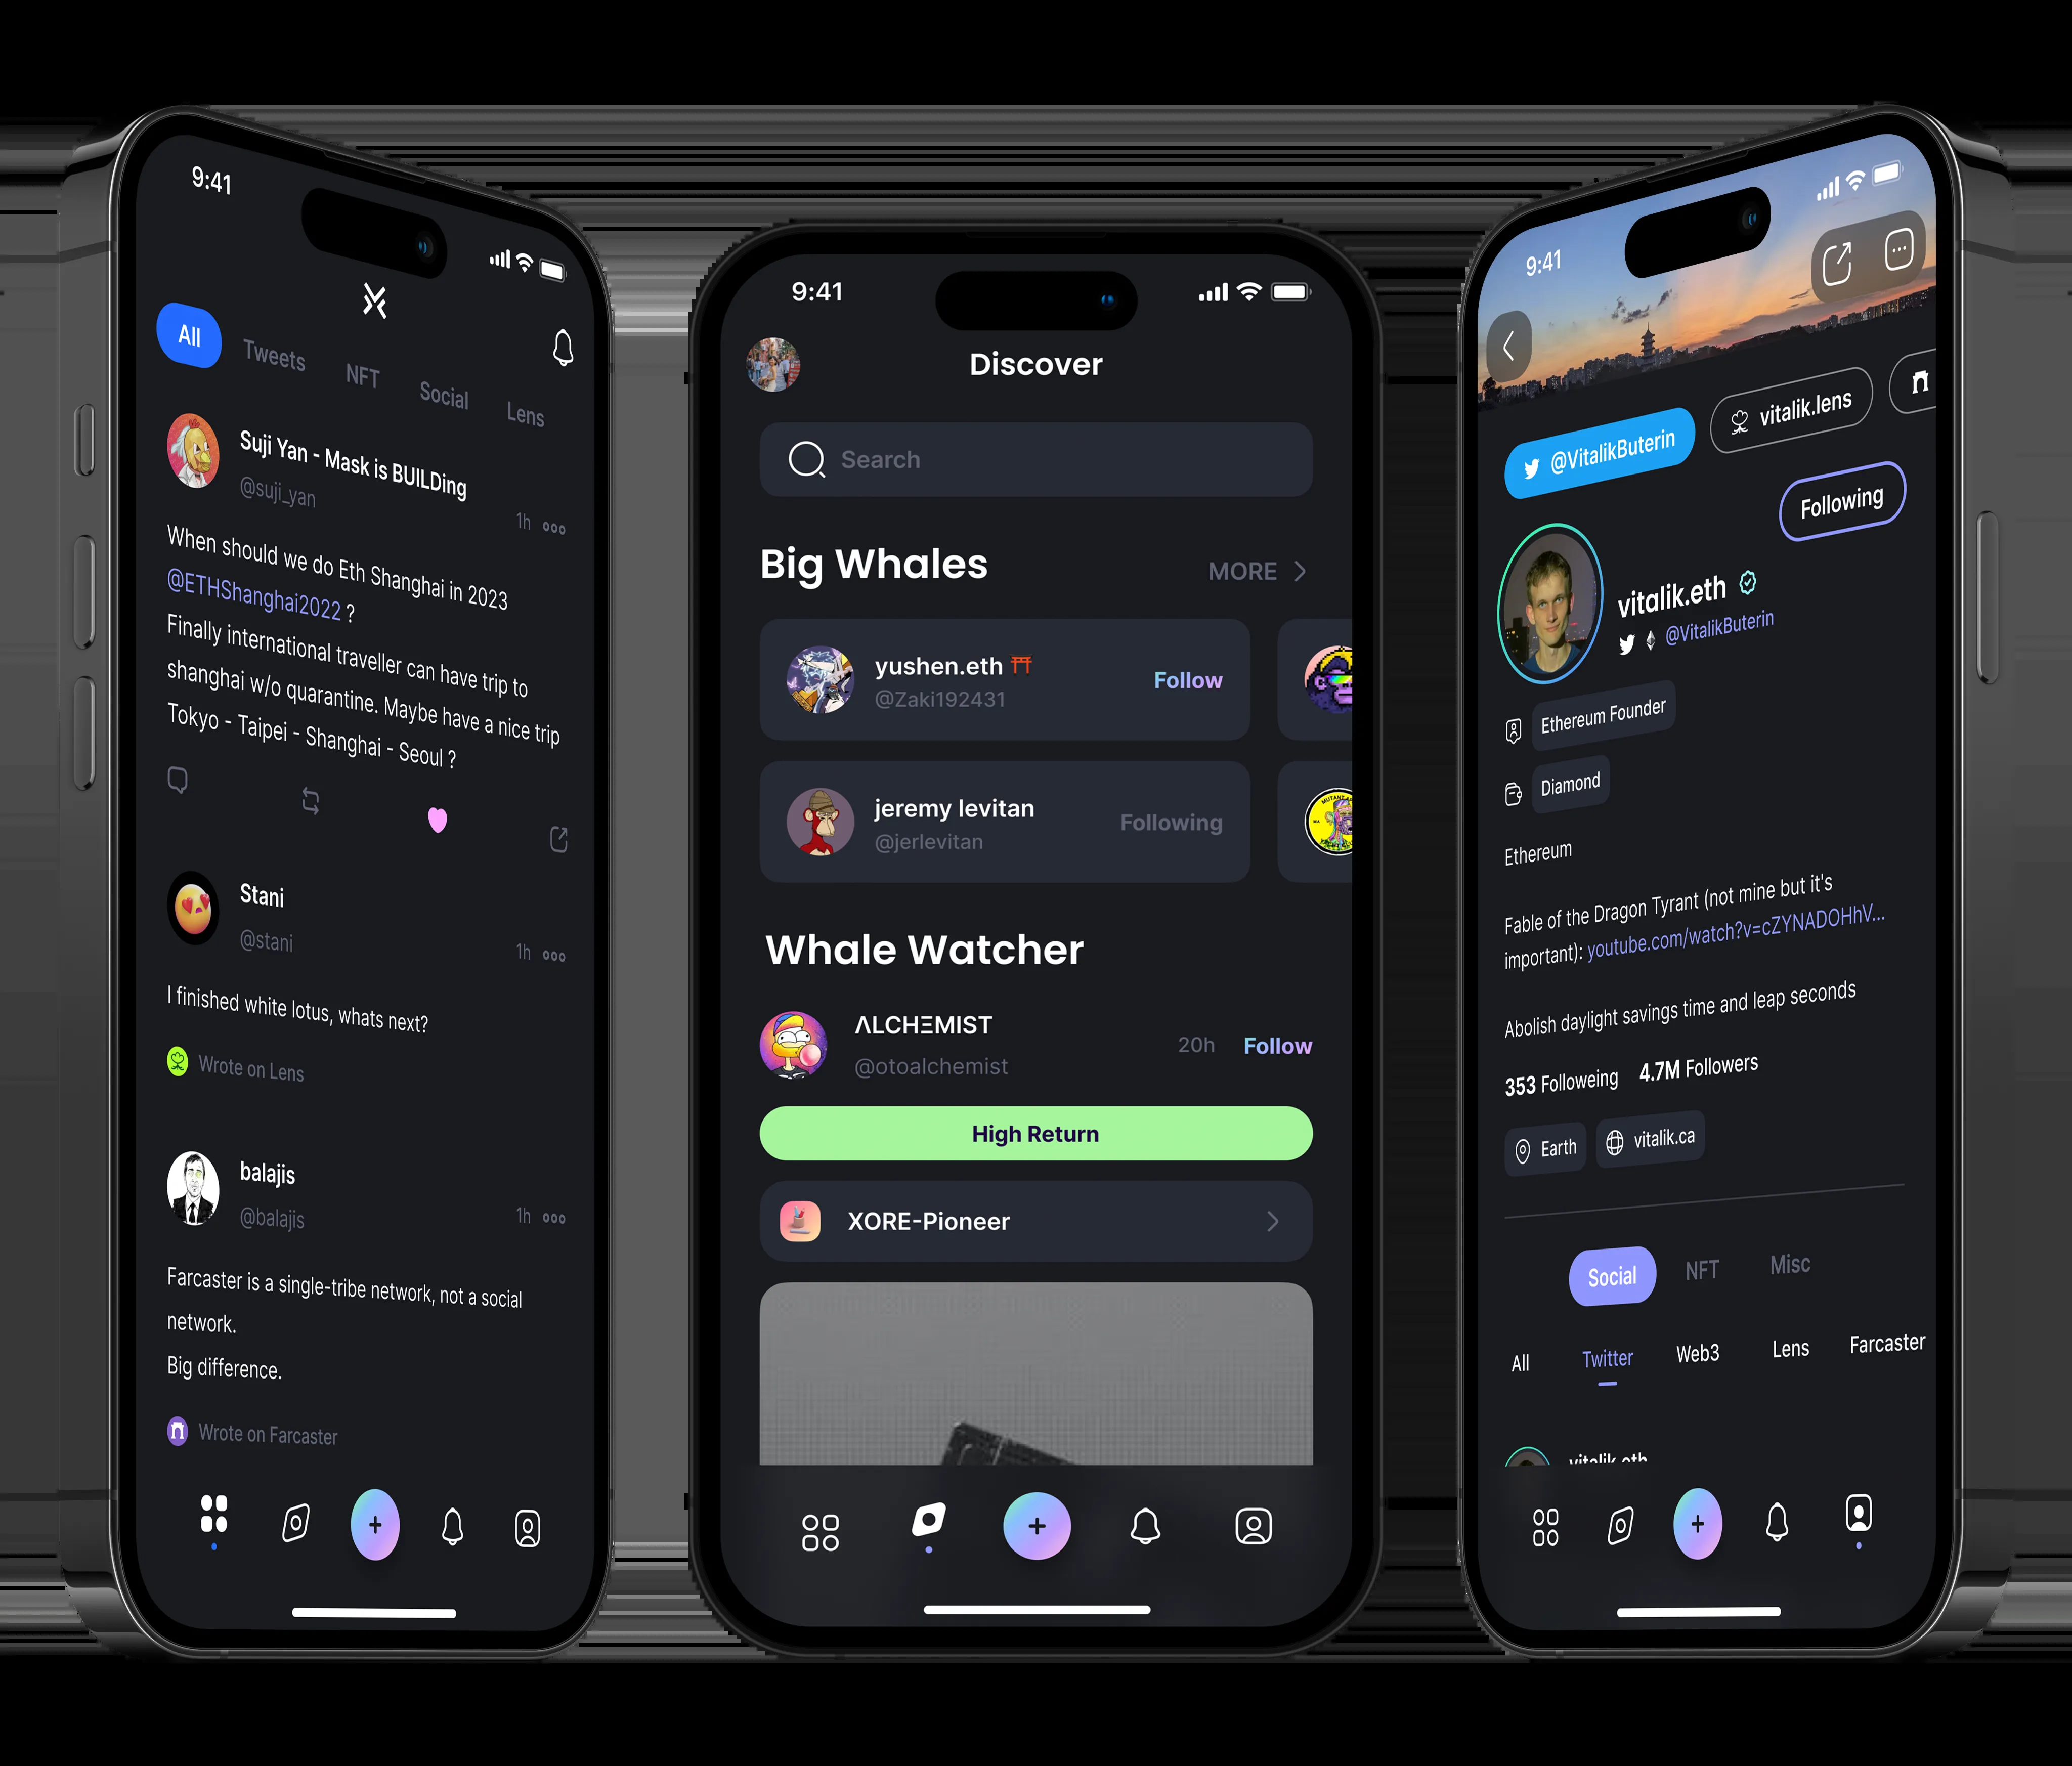 9:41
All
Tweets
NFT
Social
Lens
Suji Yan - Mask is BUILDing
@suji_yan
1h
When should we do Eth Shanghai in 2023
@ETHShanghai2022 ?
Finally international traveller can have trip to
shanghai w/o quarantine. Maybe have a nice trip
Tokyo - Taipei - Shanghai - Seoul ?
Stani
@stani
1h
I finished white lotus, whats next?
Wrote on Lens
balajis
@balajis
1h
Farcaster is a single-tribe network, not a social
network.
Big difference.
Wrote on Farcaster
9:41
Discover
Search
Big Whales
MORE
yushen.eth
@Zaki192431
Follow
jeremy levitan
@jerlevitan
Following
Whale Watcher
ΛLCHΞMIST
@otoalchemist
20h
Follow
High Return
XORE-Pioneer
9:41
@VitalikButerin
vitalik.lens
Following
vitalik.eth
@VitalikButerin
Ethereum Founder
Diamond
Ethereum
Fable of the Dragon Tyrant (not mine but it's
important): youtube.com/watch?v=cZYNADOHhV...
Abolish daylight savings time and leap seconds
353 Followeing 4.7M Followers
Earth
vitalik.ca
Social
NFT
Misc
All
Twitter
Web3
Lens
Farcaster
vitalik.eth